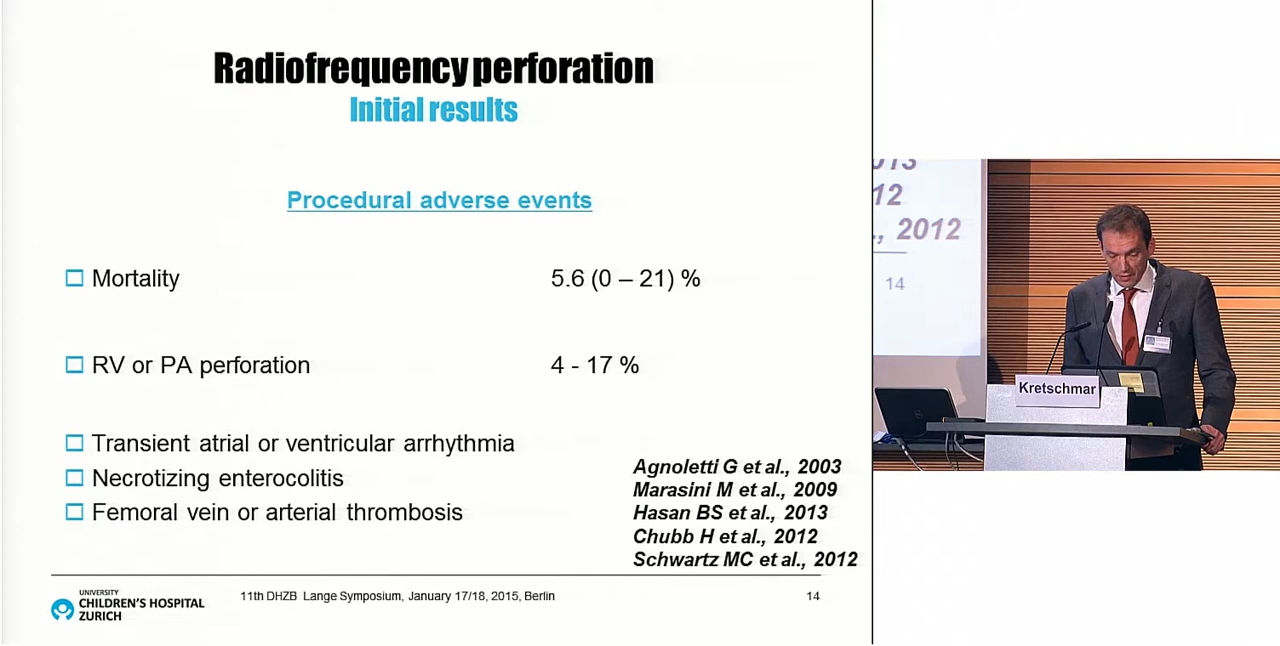 Radiofrequency perforation
Initial results
Procedural adverse events
Mortality 5.6 (0 – 21) %
RV or PA perforation 4 - 17 %
Transient atrial or ventricular arrhythmia
Necrotizing enterocolitis
Femoral vein or arterial thrombosis
Agnoletti G et al., 2003
Marasini M et al., 2009
Hasan BS et al., 2013
Chubb H et al., 2012
Schwartz MC et al., 2012
UNIVERSITY
CHILDREN'S HOSPITAL
ZURICH
11th DHZB Lange Symposium, January 17/18, 2015, Berlin
14
12
., 2012
14
Kretschmar